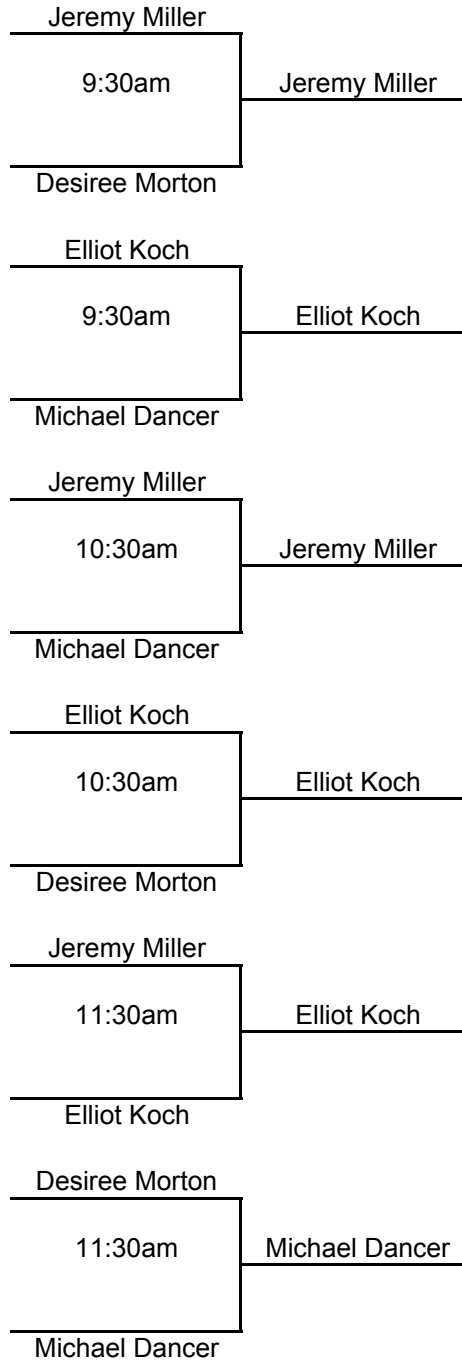 Jeremy Miller
9:30am
Jeremy Miller
Desiree Morton
Elliot Koch
9:30am
Elliot Koch
Michael Dancer
Jeremy Miller
10:30am
Jeremy Miller
Michael Dancer
Elliot Koch
10:30am
Elliot Koch
Desiree Morton
Jeremy Miller
11:30am
Elliot Koch
Elliot Koch
Desiree Morton
11:30am
Michael Dancer
Michael Dancer